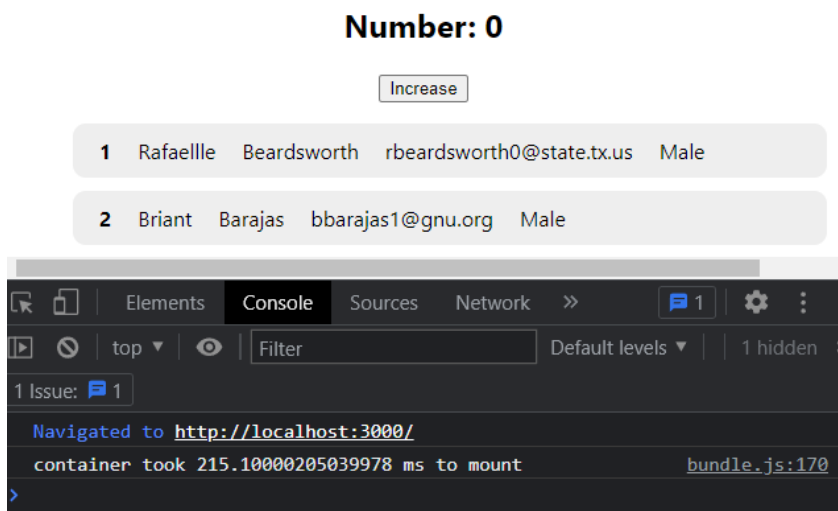 Number: 0
Increase
1 Rafaellle Beardsworth rbeardsworth0@state.tx.us Male
2 Briant Barajas bbarajas1@gnu.org Male
Elements Console Sources Network » 1
top ▼ Filter Default levels ▼ 1 hidden
1 Issue: 1
Navigated to http://localhost:3000/
container took 215.10000205039978 ms to mount bundle.js:170
>